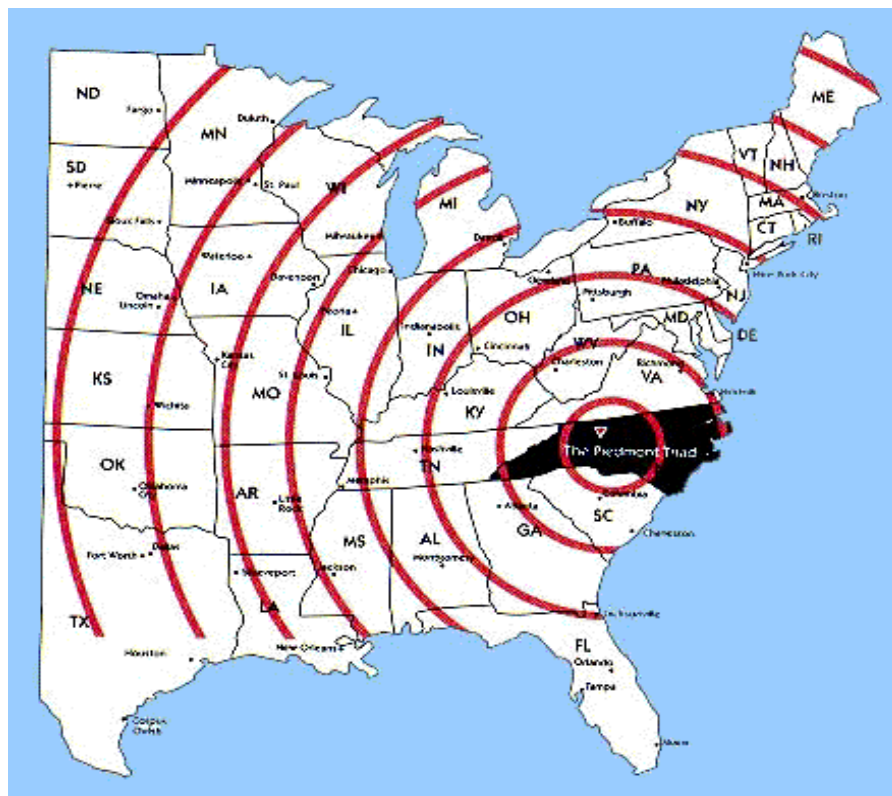 ND
Fargo
MN
Duluth
ME
SD
Pierre
Minneapolis
St. Paul
WI
VT
NH
MI
NY
MA
Boston
Sioux Falls
Milwaukee
Detroit
Buffalo
CT
RI
Waterloo
Chicago
New York City
NE
Omaha
Lincoln
IA
Davenport
Cleveland
PA
Pittsburgh
Philadelphia
NJ
Peoria
IL
Indianapolis
IN
OH
Cincinnati
MD
DE
KS
Kansas
City
MO
St. Louis
Louisville
WV
Charleston
Richmond
VA
Norfolk
Wichita
KY
OK
Oklahoma
City
Nashville
TN
The Piedmont Triad
Memphis
AR
Little
Rock
Columbia
SC
Atlanta
GA
Charleston
MS
AL
Montgomery
Fort Worth
Dallas
Shreveport
Jackson
LA
TX
Jacksonville
Houston
New Orleans
FL
Orlando
Tampa
Corpus
Christi
Miami